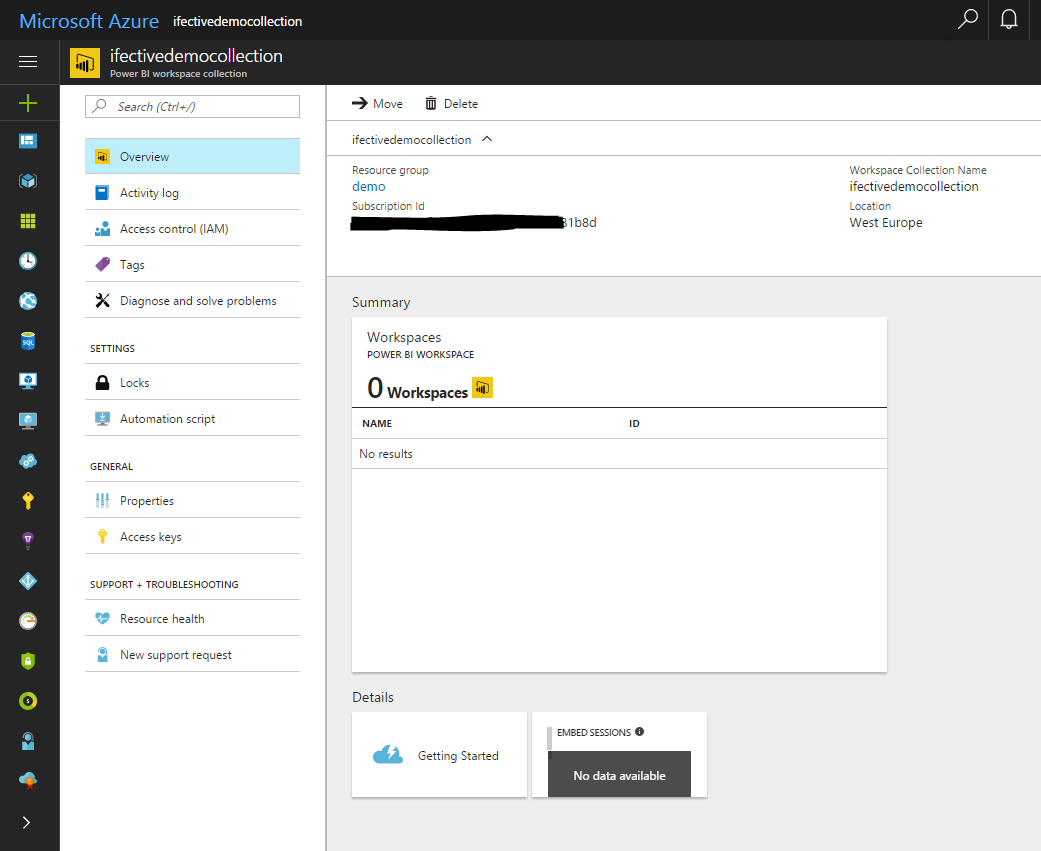 Microsoft Azure ifectivedemocollection
ifectivedemocollection
Power BI workspace collection
Search (Ctrl+/)
Overview
Activity log
Access control (IAM)
Tags
Diagnose and solve problems
SETTINGS
Locks
Automation script
GENERAL
Properties
Access keys
SUPPORT + TROUBLESHOOTING
Resource health
New support request
Move Delete
ifectivedemocollection
Resource group
demo
Subscription Id
31b8d
Workspace Collection Name
ifectivedemocollection
Location
West Europe
Summary
Workspaces
POWER BI WORKSPACE
0 Workspaces
NAME ID
No results
Details
Getting Started
EMBED SESSIONS
No data available